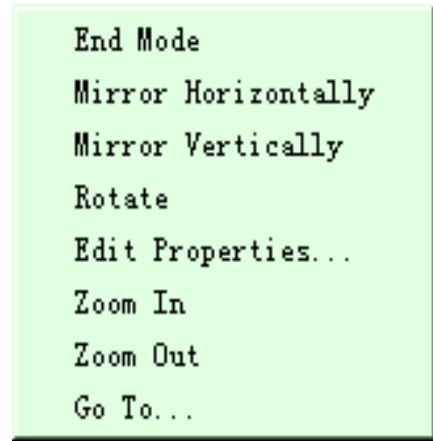 End Mode
Mirror Horizontally
Mirror Vertically
Rotate
Edit Properties...
Zoom In
Zoom Out
Go To...